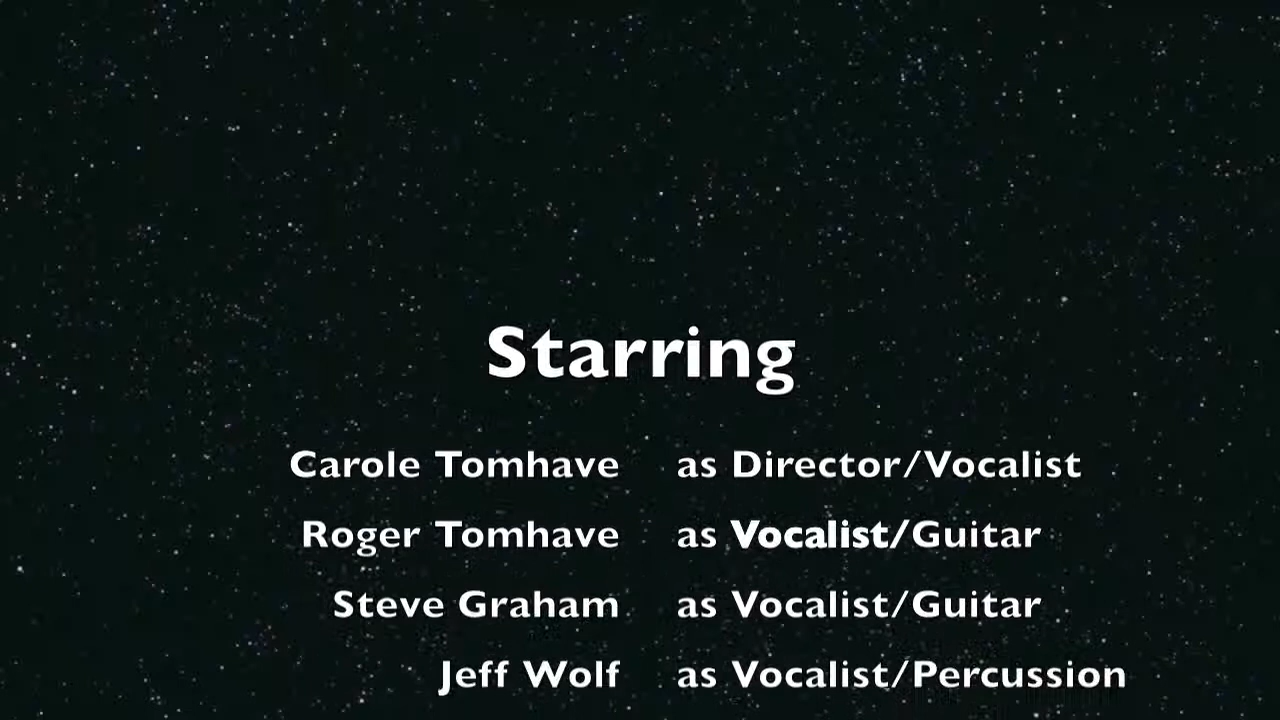 Starring
Carole Tomhave as Director/Vocalist
Roger Tomhave as Vocalist/Guitar
Steve Graham as Vocalist/Guitar
Jeff Wolf as Vocalist/Percussion